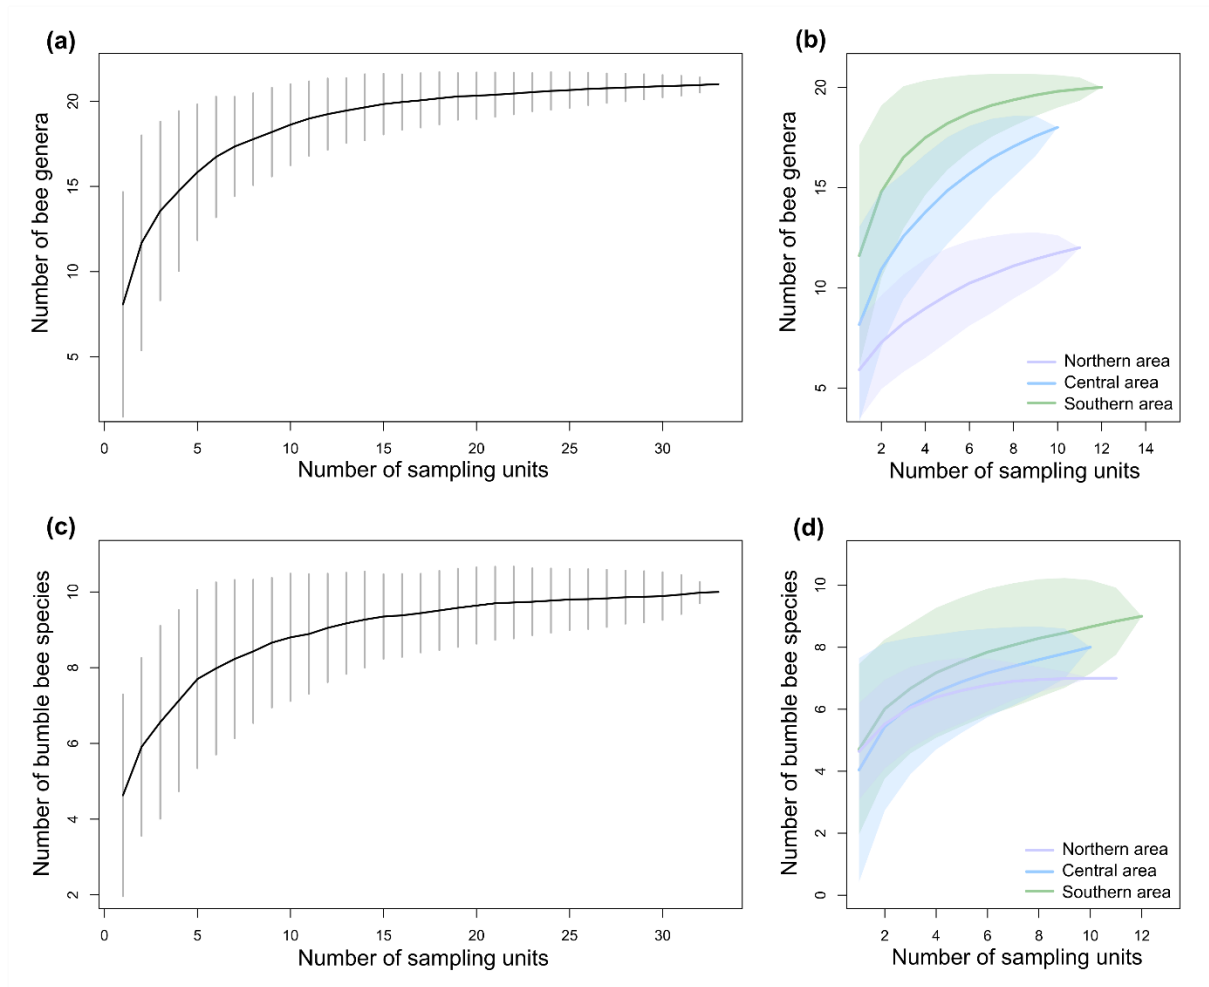 (a)
Number of bee genera
20
15
10
5
0 5 10 15 20 25 30
Number of sampling units
(b)
Number of bee genera
20
15
10
5
Northern area
Central area
Southern area
2 4 6 8 10 12 14
Number of sampling units
(c)
Number of bumble bee species
10
8
6
4
2
0 5 10 15 20 25 30
Number of sampling units
(d)
Number of bumble bee species
10
8
6
4
2
0
Northern area
Central area
Southern area
2 4 6 8 10 12
Number of sampling units